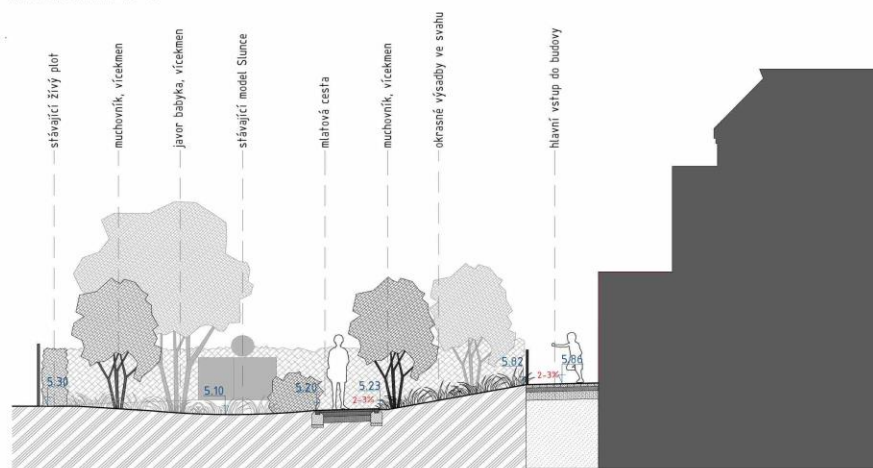 stávající žívý plot
muchovník, vícekmen
javor babyka, vícekmen
stávající model Slunce
mlatová cesta
muchovník, vícekmen
okrasné výsadby ve svahu
hlavní vstup do budovy
5.30
5.10
5.20
5.23
2-3%
5.82
2-3%
5.86